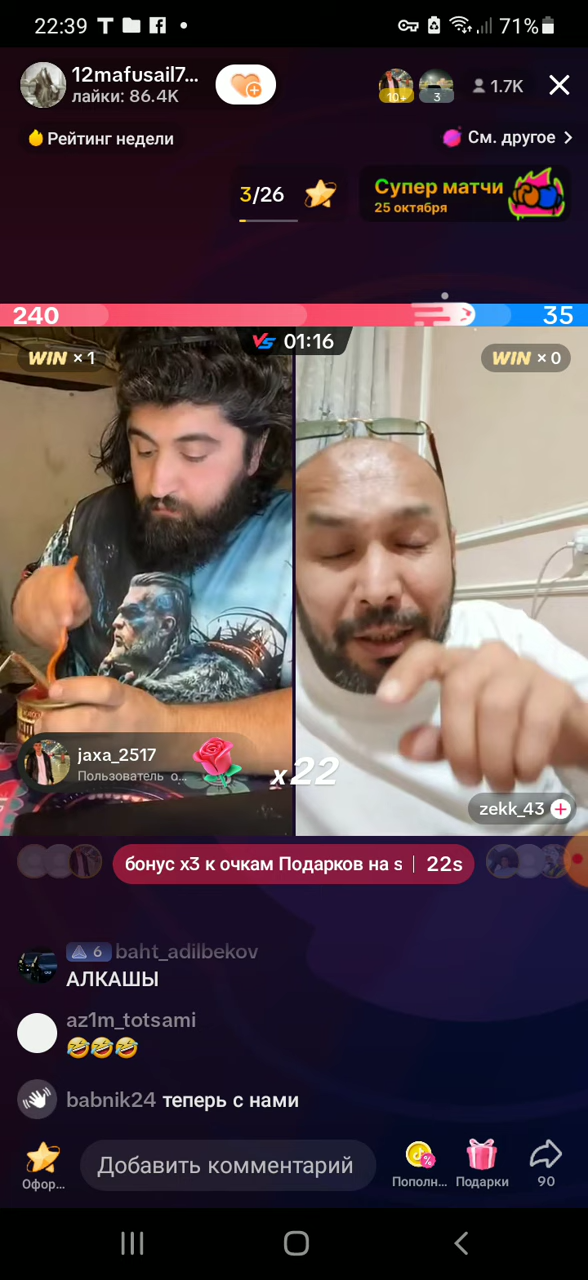 22:39
71%
12mafusail7...
лайки: 86.4K
10+
3
1.7K
Рейтинг недели
См. другое
3/26
Супер матчи
25 октября
240
35
VS 01:16
WIN × 1
WIN × 0
jaxa_2517
Пользователь о...
x22
zekk_43
бонус x3 к очкам Подарков на s
22s
6 baht_adilbekov
АЛКАШЫ
az1m_totsami
🤣🤣🤣
babnik24 теперь с нами
Добавить комментарий
Офор...
Пополн...
Подарки
90